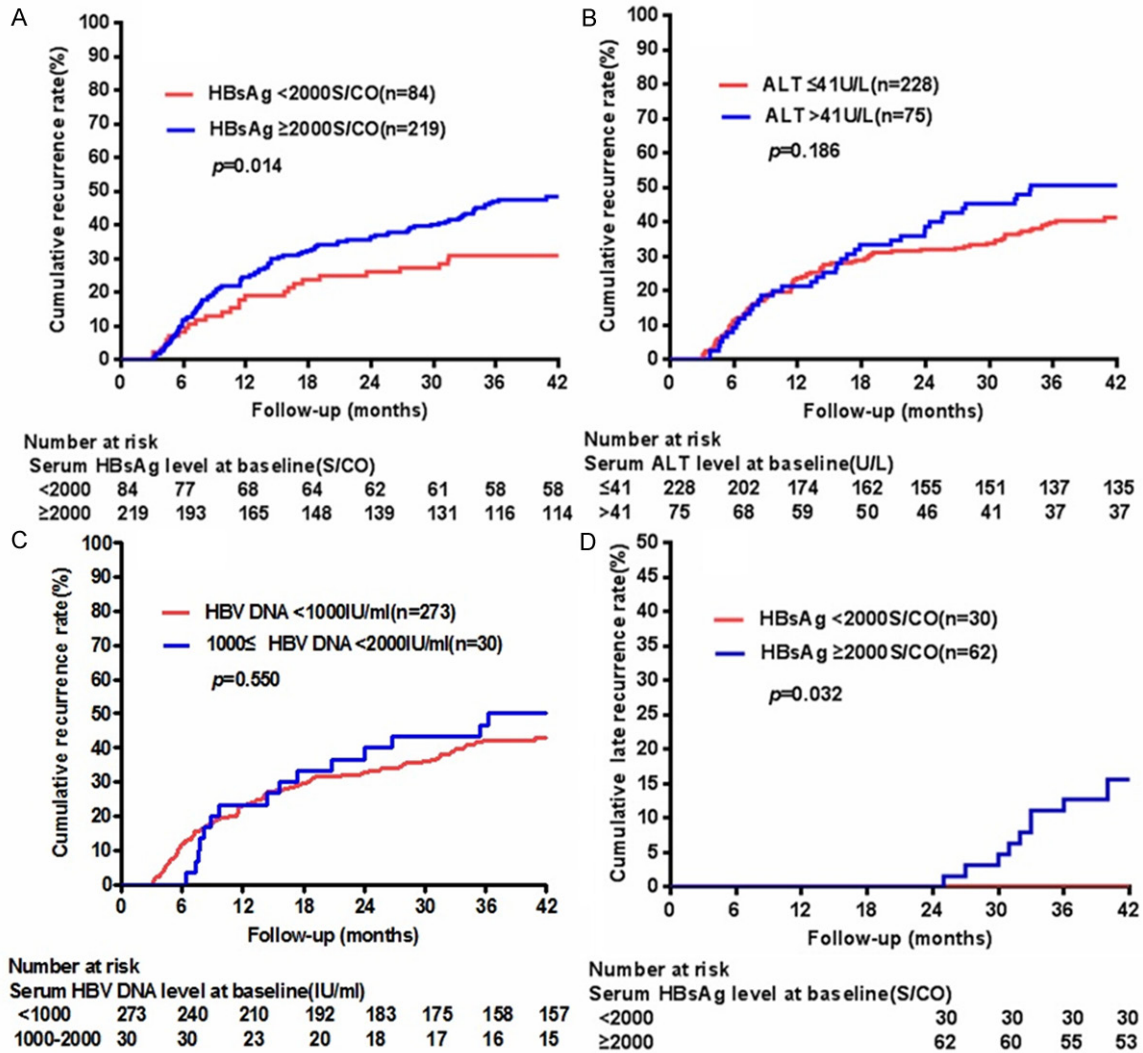 A
Cumulative recurrence rate(%)
100
90
80
70
60
50
40
30
20
10
0
HBsAg <2000S/CO(n=84)
HBsAg ≥2000S/CO(n=219)
p=0.014
0 6 12 18 24 30 36 42
Follow-up (months)
Number at risk
Serum HBsAg level at baseline(S/CO)
<2000 84 77 68 64 62 61 58 58
≥2000 219 193 165 148 139 131 116 114
B
Cumulative recurrence rate(%)
100
90
80
70
60
50
40
30
20
10
0
ALT ≤41U/L(n=228)
ALT >41U/L(n=75)
p=0.186
0 6 12 18 24 30 36 42
Follow-up (months)
Number at risk
Serum ALT level at baseline(U/L)
≤41 228 202 174 162 155 151 137 135
>41 75 68 59 50 46 41 37 37
C
Cumulative recurrence rate(%)
100
90
80
70
60
50
40
30
20
10
0
HBV DNA <1000IU/ml(n=273)
1000≤ HBV DNA <2000IU/ml(n=30)
p=0.550
0 6 12 18 24 30 36 42
Follow-up (months)
Number at risk
Serum HBV DNA level at baseline(IU/ml)
<1000 273 240 210 192 183 175 158 157
1000-2000 30 30 23 20 18 17 16 15
D
Cumulative late recurrence rate(%)
50
45
40
35
30
25
20
15
10
5
0
HBsAg <2000S/CO(n=30)
HBsAg ≥2000S/CO(n=62)
p=0.032
0 6 12 18 24 30 36 42
Follow-up (months)
Number at risk
Serum HBsAg level at baseline(S/CO)
<2000 30 30 30 30
≥2000 62 60 55 53